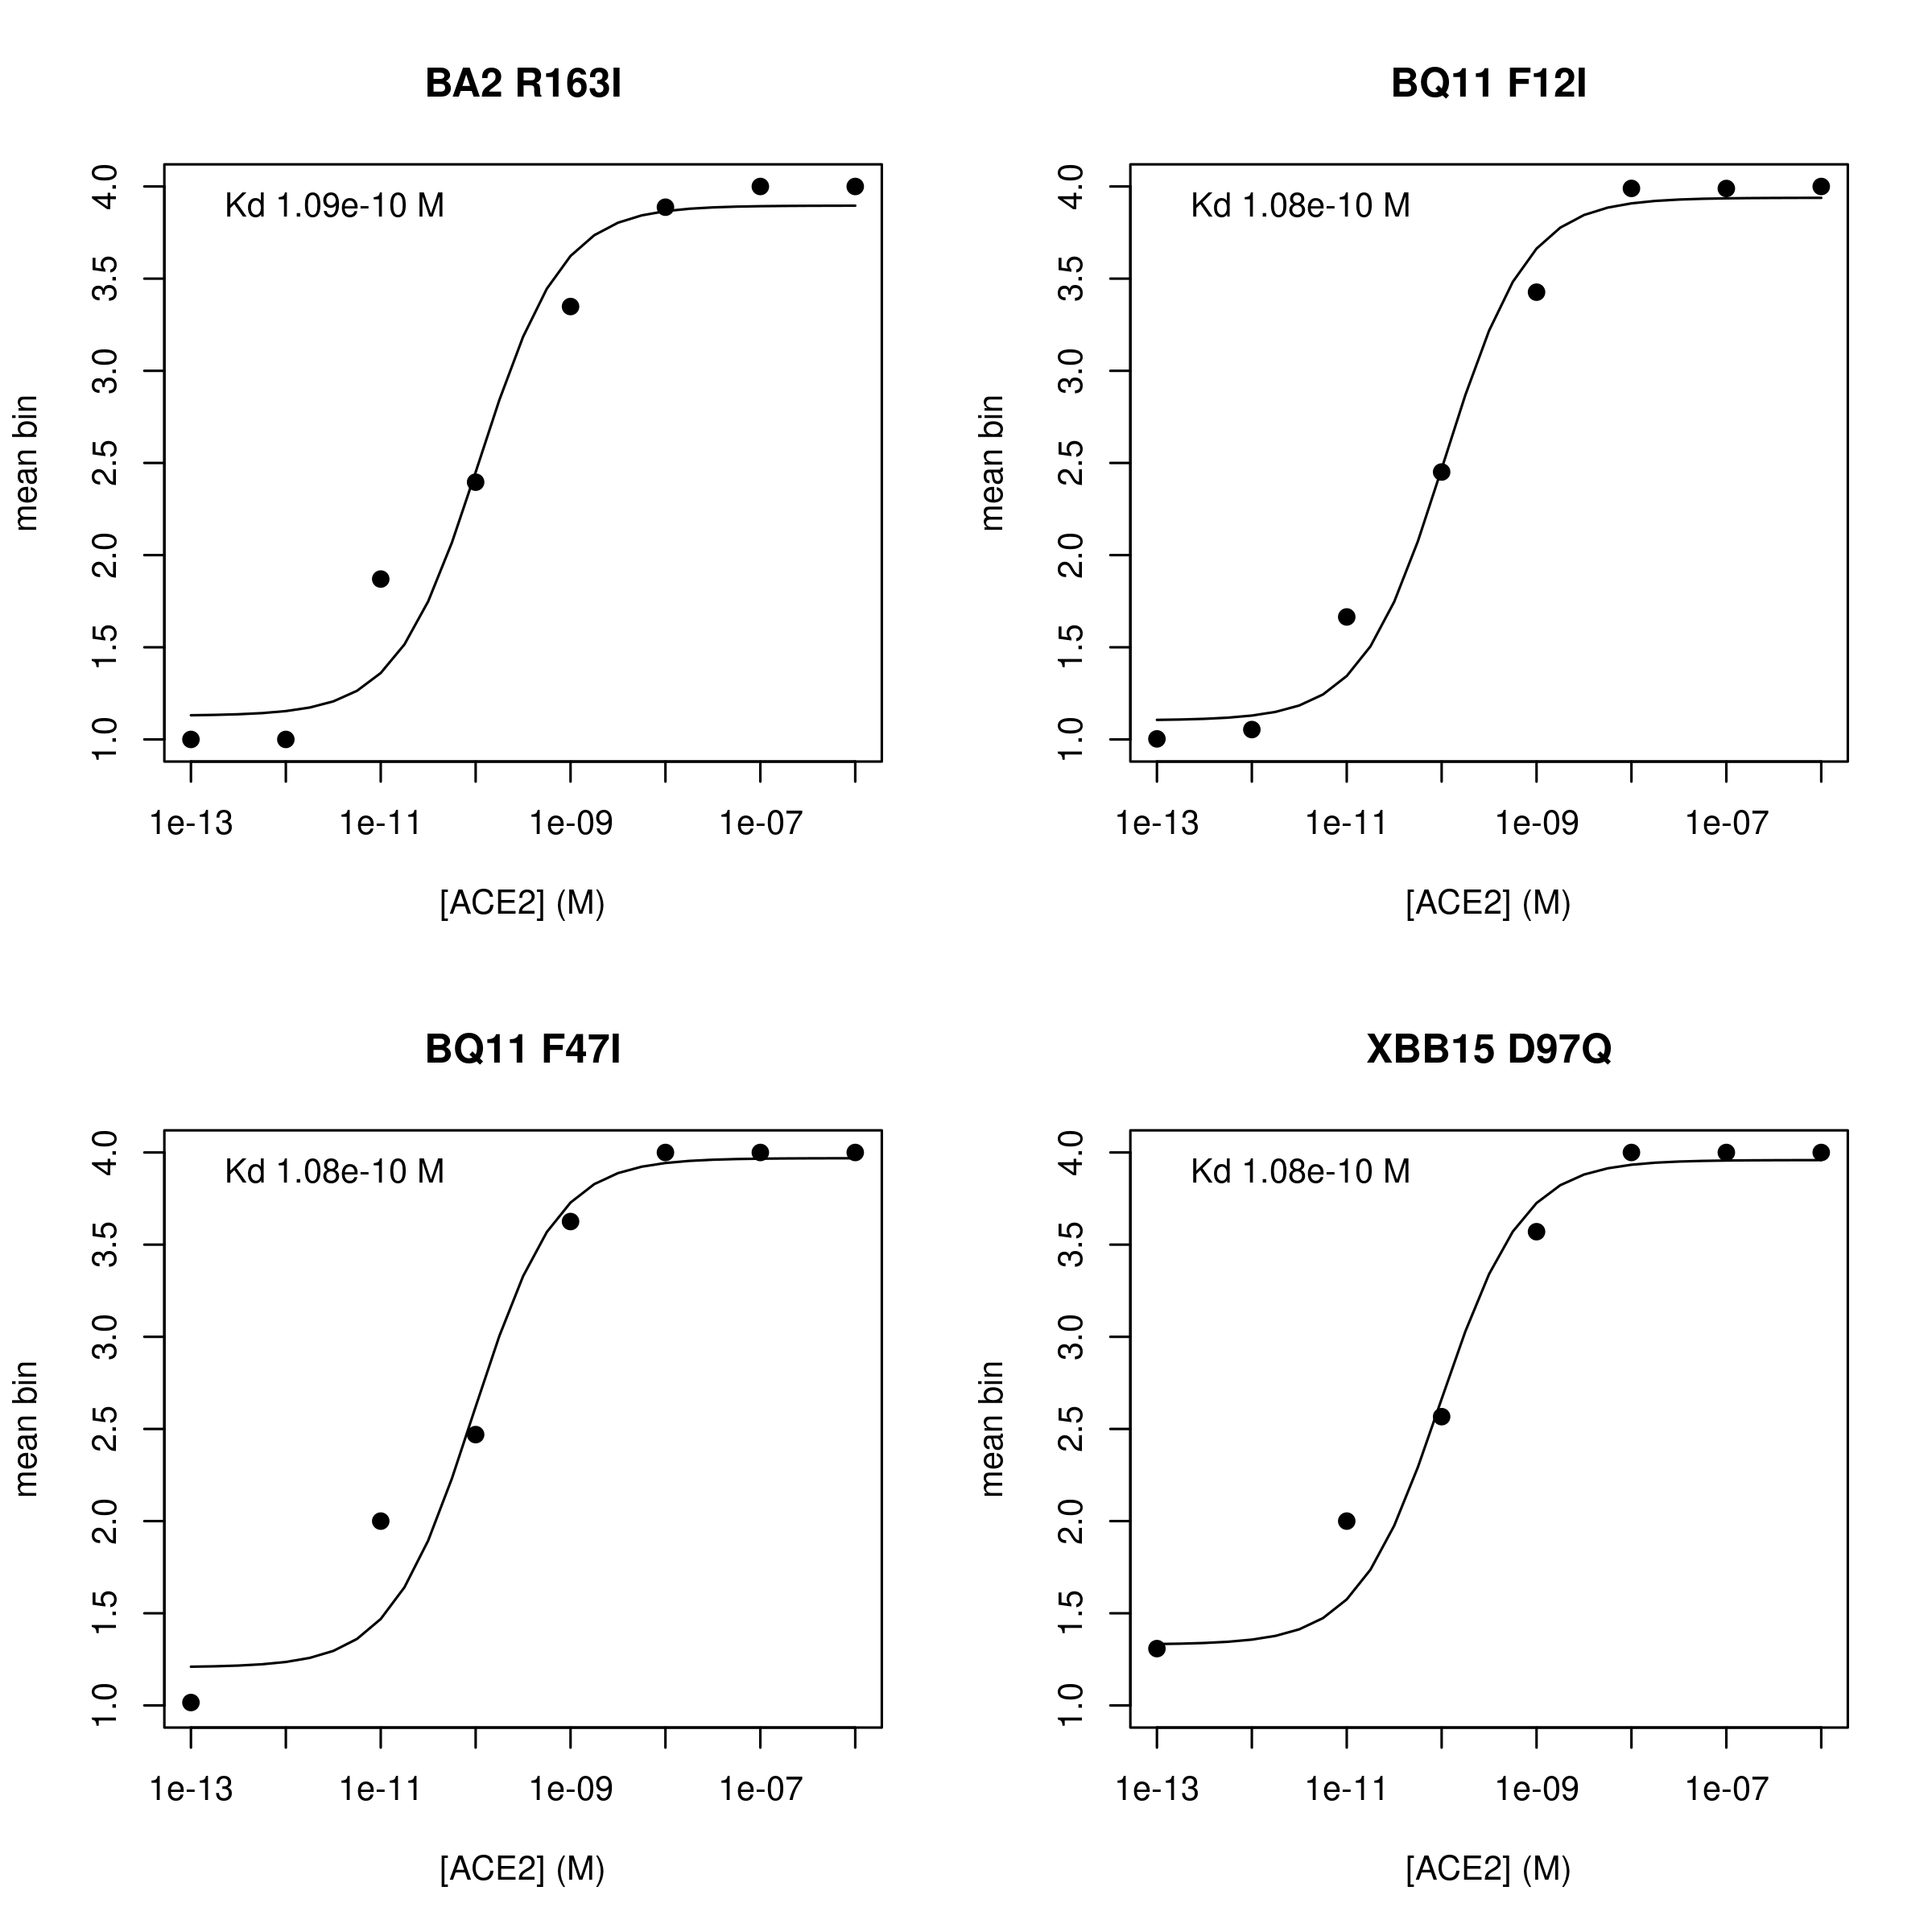 BA2 R163I
Kd 1.09e-10 M
mean bin
4.0
3.5
3.0
2.5
2.0
1.5
1.0
1e-13 1e-11 1e-09 1e-07
[ACE2] (M)
BQ11 F12I
Kd 1.08e-10 M
mean bin
4.0
3.5
3.0
2.5
2.0
1.5
1.0
1e-13 1e-11 1e-09 1e-07
[ACE2] (M)
BQ11 F47I
Kd 1.08e-10 M
mean bin
4.0
3.5
3.0
2.5
2.0
1.5
1.0
1e-13 1e-11 1e-09 1e-07
[ACE2] (M)
XBB15 D97Q
Kd 1.08e-10 M
mean bin
4.0
3.5
3.0
2.5
2.0
1.5
1.0
1e-13 1e-11 1e-09 1e-07
[ACE2] (M)